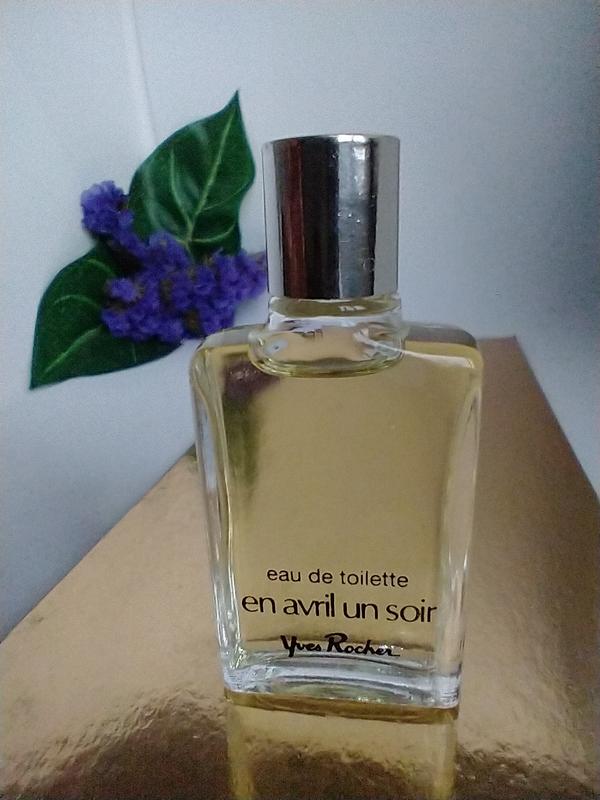 eau de toilette
en avril un soir
Yves Rocher